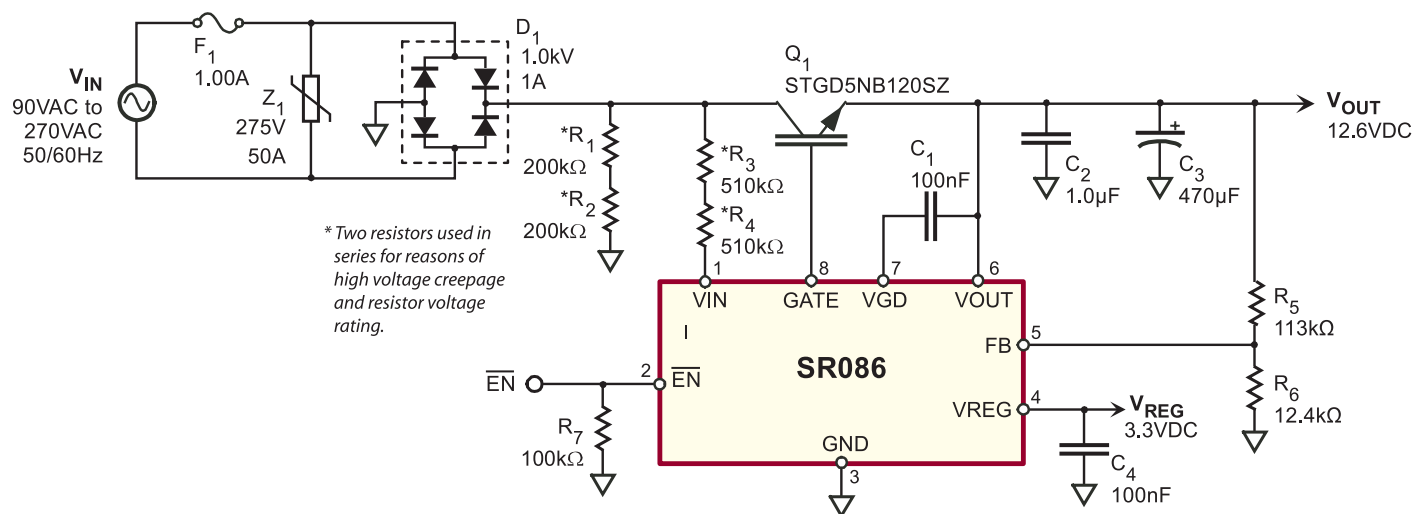 V_IN
90VAC to
270VAC
50/60Hz
F1
1.00A
Z1
275V
50A
D1
1.0kV
1A
*R1
200kΩ
*R2
200kΩ
* Two resistors used in
series for reasons of
high voltage creepage
and resistor voltage
rating.
*R3
510kΩ
*R4
510kΩ
Q1
STGD5NB120SZ
C1
100nF
C2
1.0µF
C3
470µF
+
VOUT
12.6VDC
1
8
7
6
VIN
GATE
VGD
VOUT
I
SR086
FB
5
R5
113kΩ
R6
12.4kΩ
EN
2
EN
R7
100kΩ
VREG
4
VREG
3.3VDC
C4
100nF
GND
3